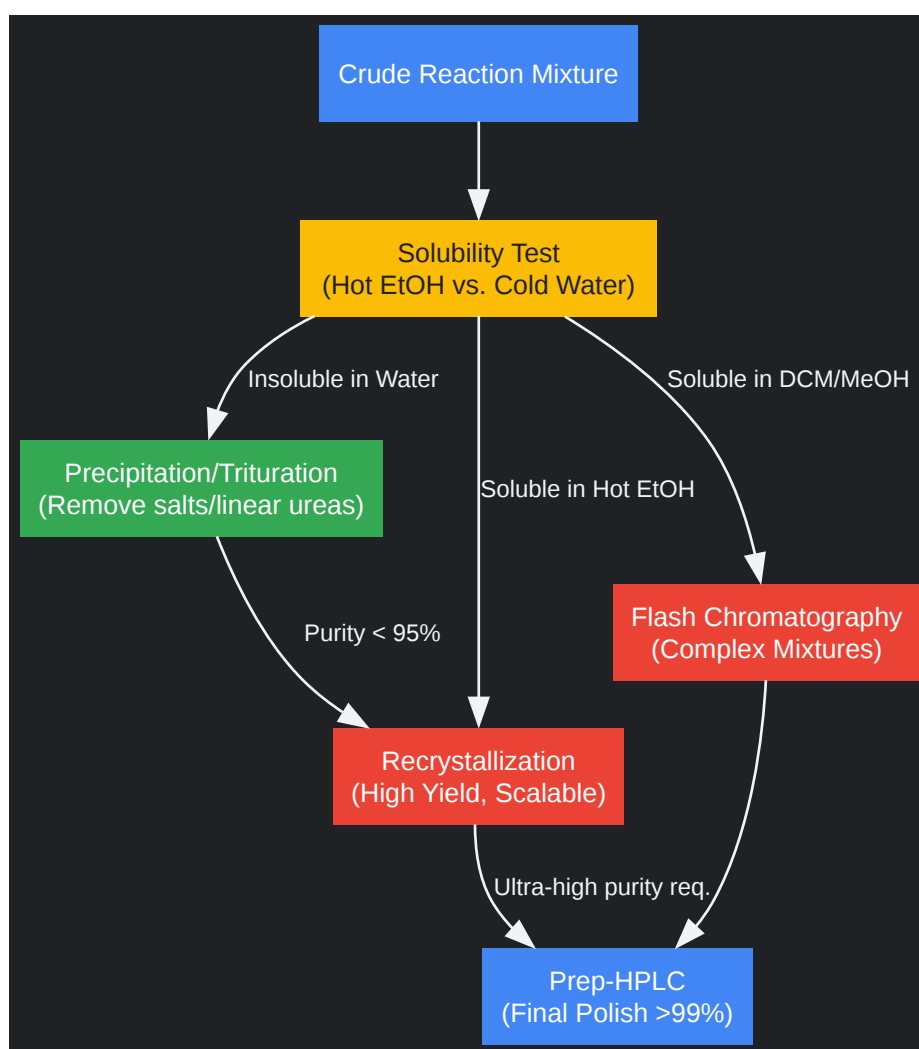 Crude Reaction Mixture
Solubility Test
(Hot EtOH vs. Cold Water)
Insoluble in Water
Soluble in DCM/MeOH
Precipitation/Trituration
(Remove salts/linear ureas)
Soluble in Hot EtOH
Purity < 95%
Flash Chromatography
(Complex Mixtures)
Recrystallization
(High Yield, Scalable)
Ultra-high purity req.
Prep-HPLC
(Final Polish >99%)